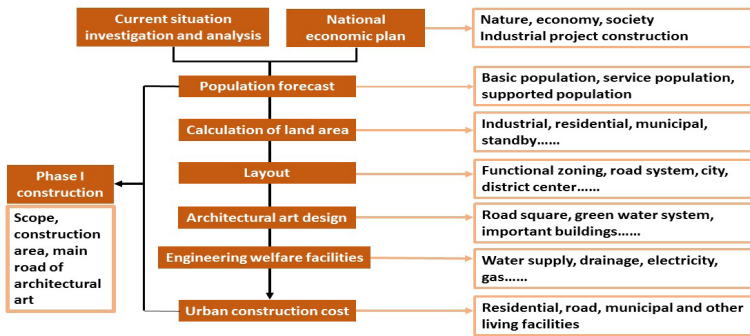 Current situation
investigation and analysis
National
economic plan
Nature, economy, society
Industrial project construction
Population forecast
Basic population, service population,
supported population
Calculation of land area
Industrial, residential, municipal,
standby......
Phase I
construction
Layout
Functional zoning, road system, city,
district center......
Scope,
construction
area, main
road of
architectural
art
Architectural art design
Road square, green water system,
important buildings......
Engineering welfare facilities
Water supply, drainage, electricity,
gas......
Urban construction cost
Residential, road, municipal and other
living facilities